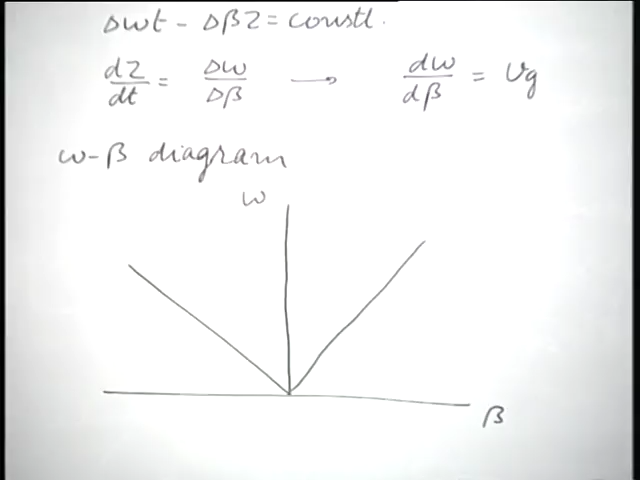 Δωt - Δβz = constt.
dz/dt = Δω/Δβ → dω/dβ = vg
ω-β diagram
ω
β